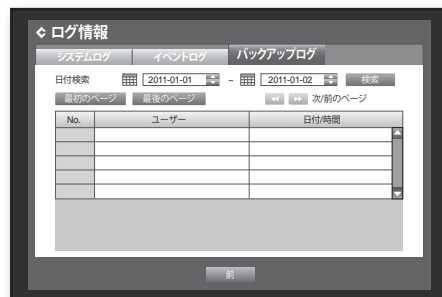 ログ情報
システムログ イベントログ バックアップログ
日付検索 2011-01-01 ~ 2011-01-02 検索
最初のページ 最後のページ 次/前のページ
No. ユーザー 日付/時間
前